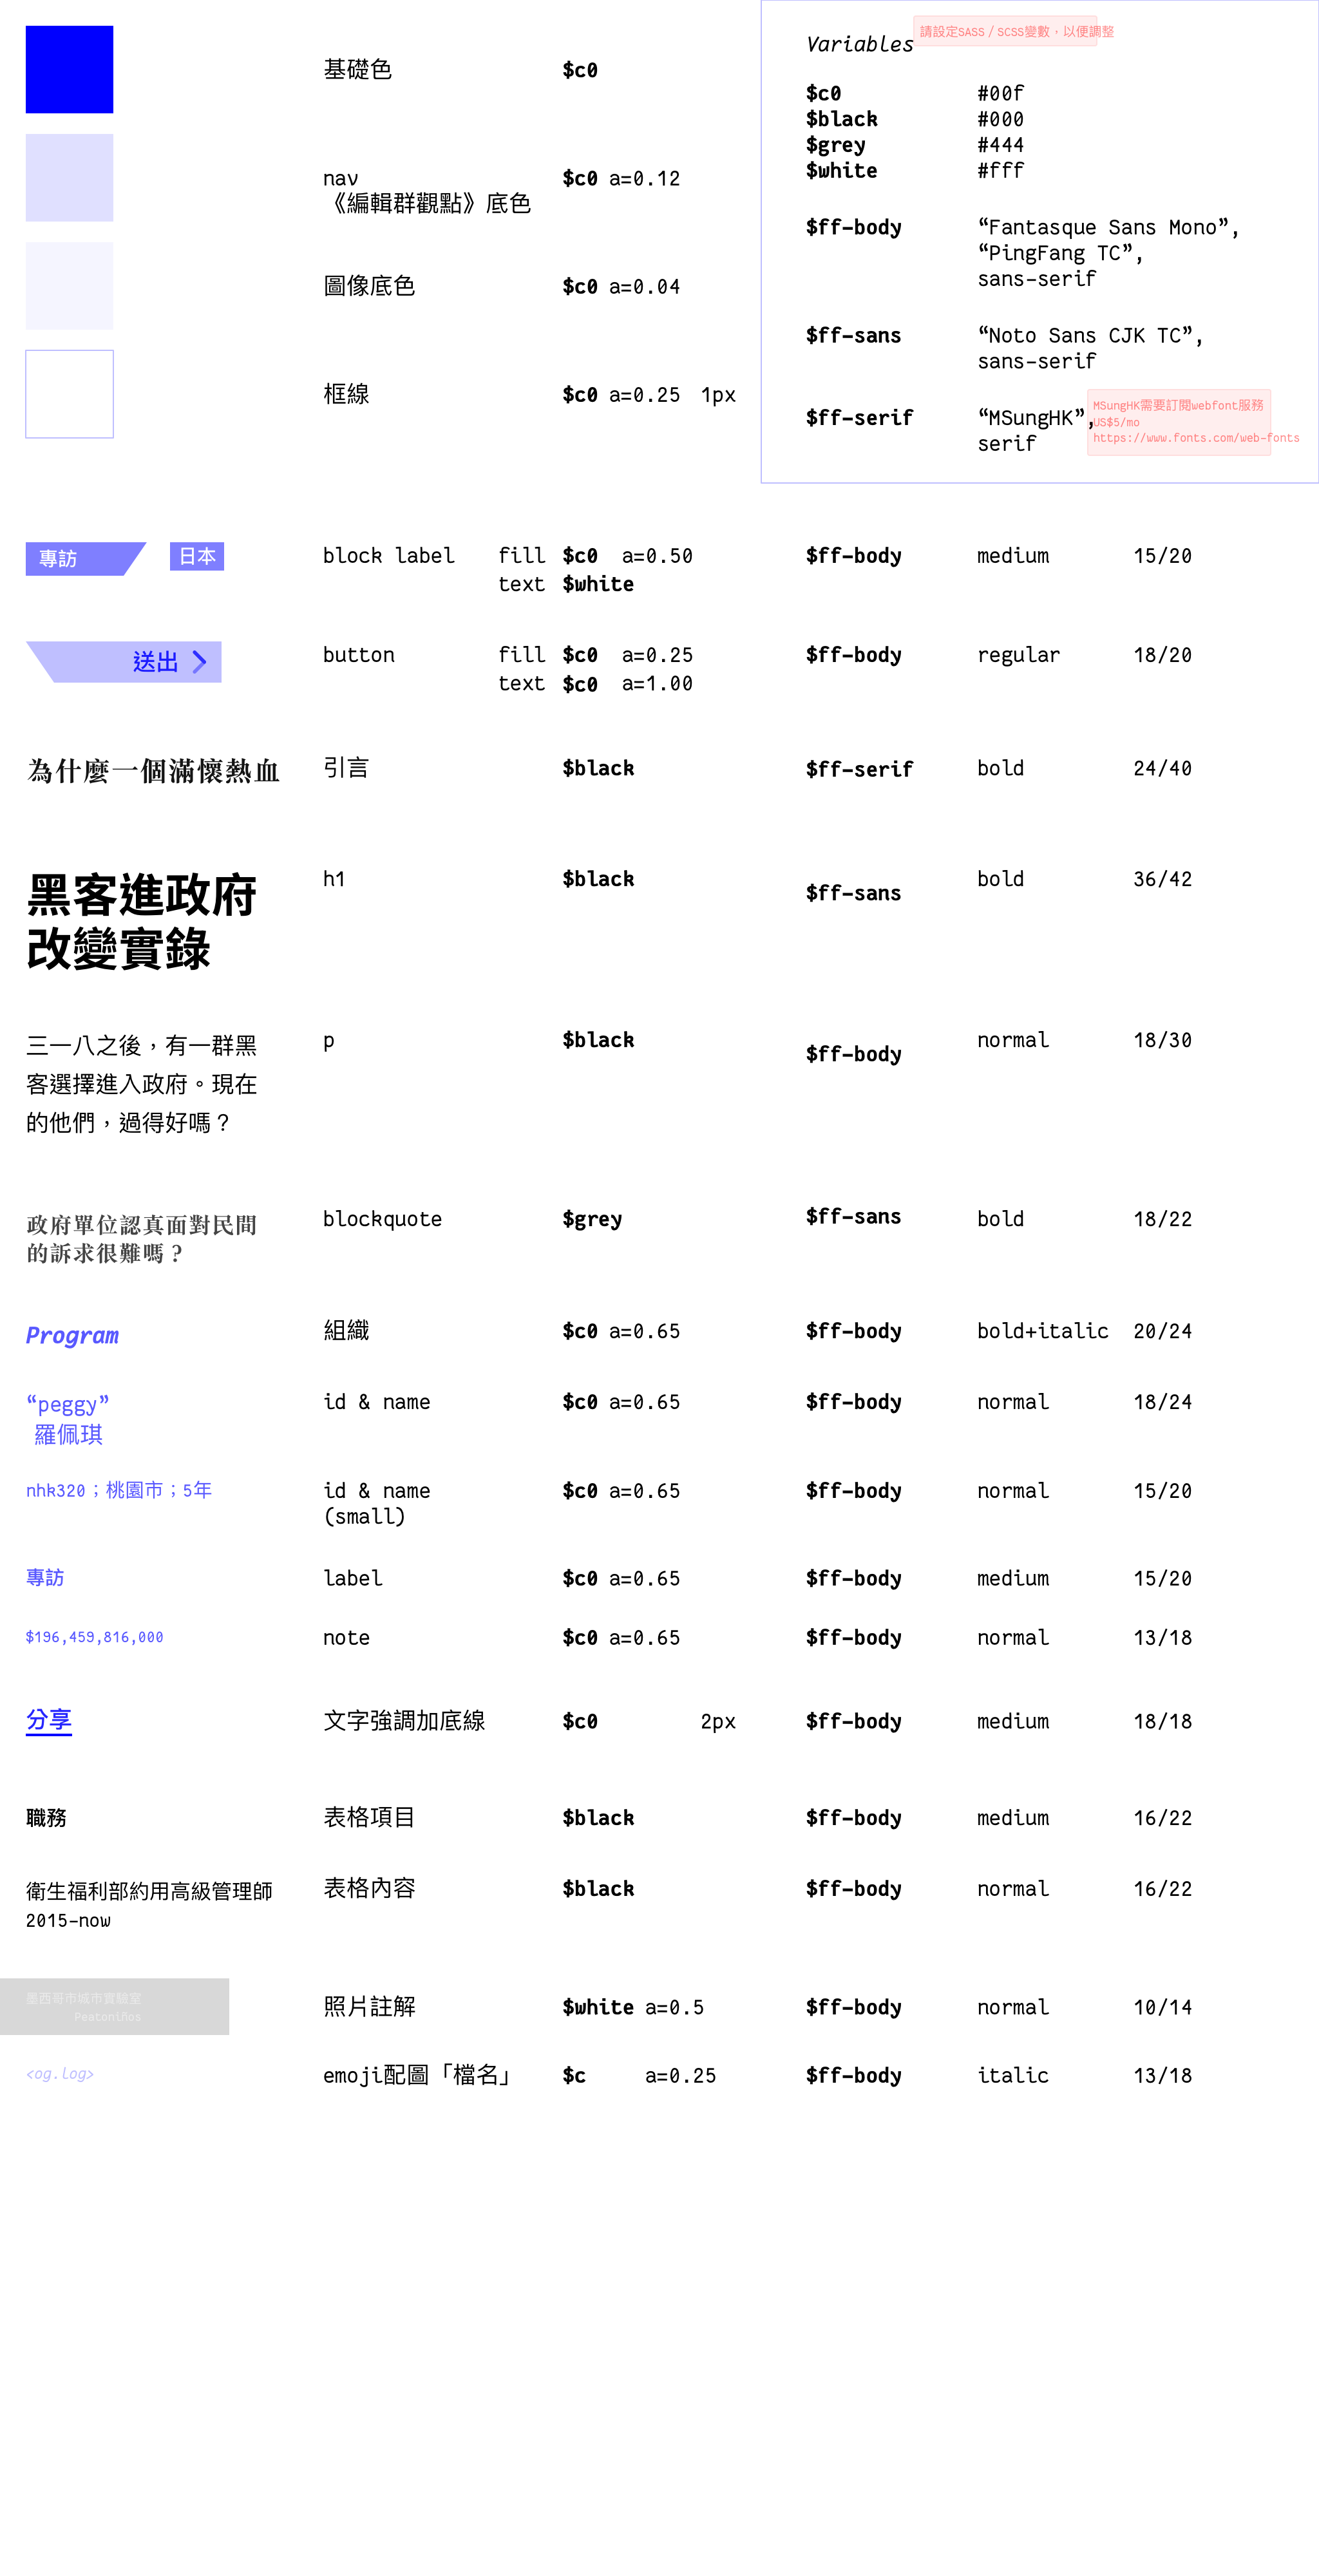 基礎色 $c0
nav $c0 a=0.12
《編輯群觀點》底色
圖像底色 $c0 a=0.04
框線 $c0 a=0.25 1px
Variables
請設定SASS / SCSS變數，以便調整
$c0 #00f
$black #000
$grey #444
$white #fff
$ff-body “Fantasque Sans Mono”,
“PingFang TC”,
sans-serif
$ff-sans “Noto Sans CJK TC”,
sans-serif
$ff-serif “MSungHK”,
serif
MSungHK需要訂閱webfont服務
US$5/mo
https://www.fonts.com/web-fonts
專訪 日本 block label fill $c0 a=0.50 $ff-body medium 15/20
text $white
送出 button fill $c0 a=0.25 $ff-body regular 18/20
text $c0 a=1.00
為什麼一個滿懷熱血 引言 $black $ff-serif bold 24/40
黑客進政府 h1 $black $ff-sans bold 36/42
改變實錄
三一八之後，有一群黑 p $black $ff-body normal 18/30
客選擇進入政府。現在
的他們，過得好嗎？
政府單位認真面對民間 blockquote $grey $ff-sans bold 18/22
的訴求很難嗎？
Program 組織 $c0 a=0.65 $ff-body bold+italic 20/24
“peggy” id & name $c0 a=0.65 $ff-body normal 18/24
羅佩琪
nhk320；桃園市；5年 id & name $c0 a=0.65 $ff-body normal 15/20
(small)
專訪 label $c0 a=0.65 $ff-body medium 15/20
$196,459,816,000 note $c0 a=0.65 $ff-body normal 13/18
分享 文字強調加底線 $c0 2px $ff-body medium 18/18
職務 表格項目 $black $ff-body medium 16/22
衛生福利部約用高級管理師 表格內容 $black $ff-body normal 16/22
2015-now
墨西哥市城市實驗室 照片註解 $white a=0.5 $ff-body normal 10/14
Peatoniños
<og.log> emoji配圖「檔名」 $c a=0.25 $ff-body italic 13/18